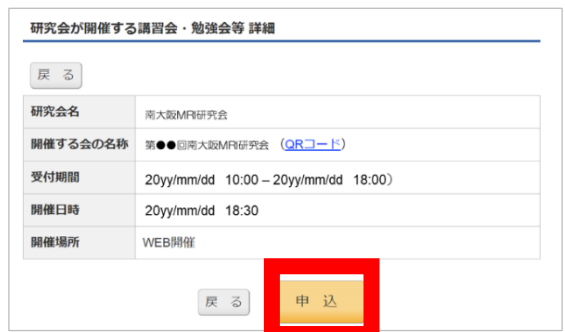 研究会が開催する講習会・勉強会等 詳細
戻 る
研究会名 南大阪MRI研究会
開催する会の名称 第●●回南大阪MRI研究会 (QRコード)
受付期間 20yy/mm/dd 10:00 – 20yy/mm/dd 18:00)
開催日時 20yy/mm/dd 18:30
開催場所 WEB開催
戻 る 申 込